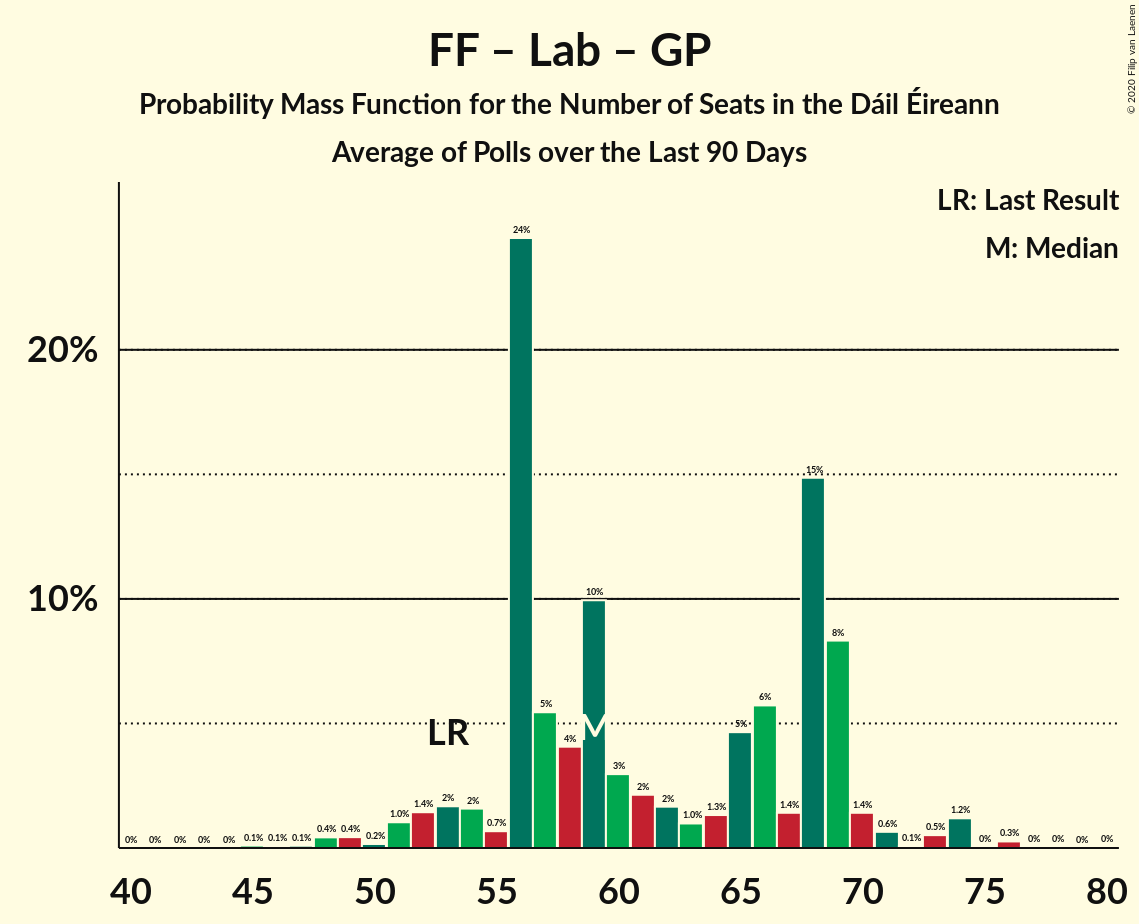 FF – Lab – GP
Probability Mass Function for the Number of Seats in the Dáil Éireann
Average of Polls over the Last 90 Days
© 2020 Filip van Laenen
LR: Last Result
M: Median
20%
10%
0% 0% 0% 0% 0% 0.1% 0.1% 0.1% 0.4% 0.4% 0.2% 1.0% 1.4% 2% 2% 0.7% 24% 5% 4% 10% 3% 2% 2% 1.0% 1.3% 5% 6% 1.4% 15% 8% 1.4% 0.6% 0.1% 0.5% 1.2% 0% 0.3% 0% 0% 0% 0%
LR
M
40 45 50 55 60 65 70 75 80